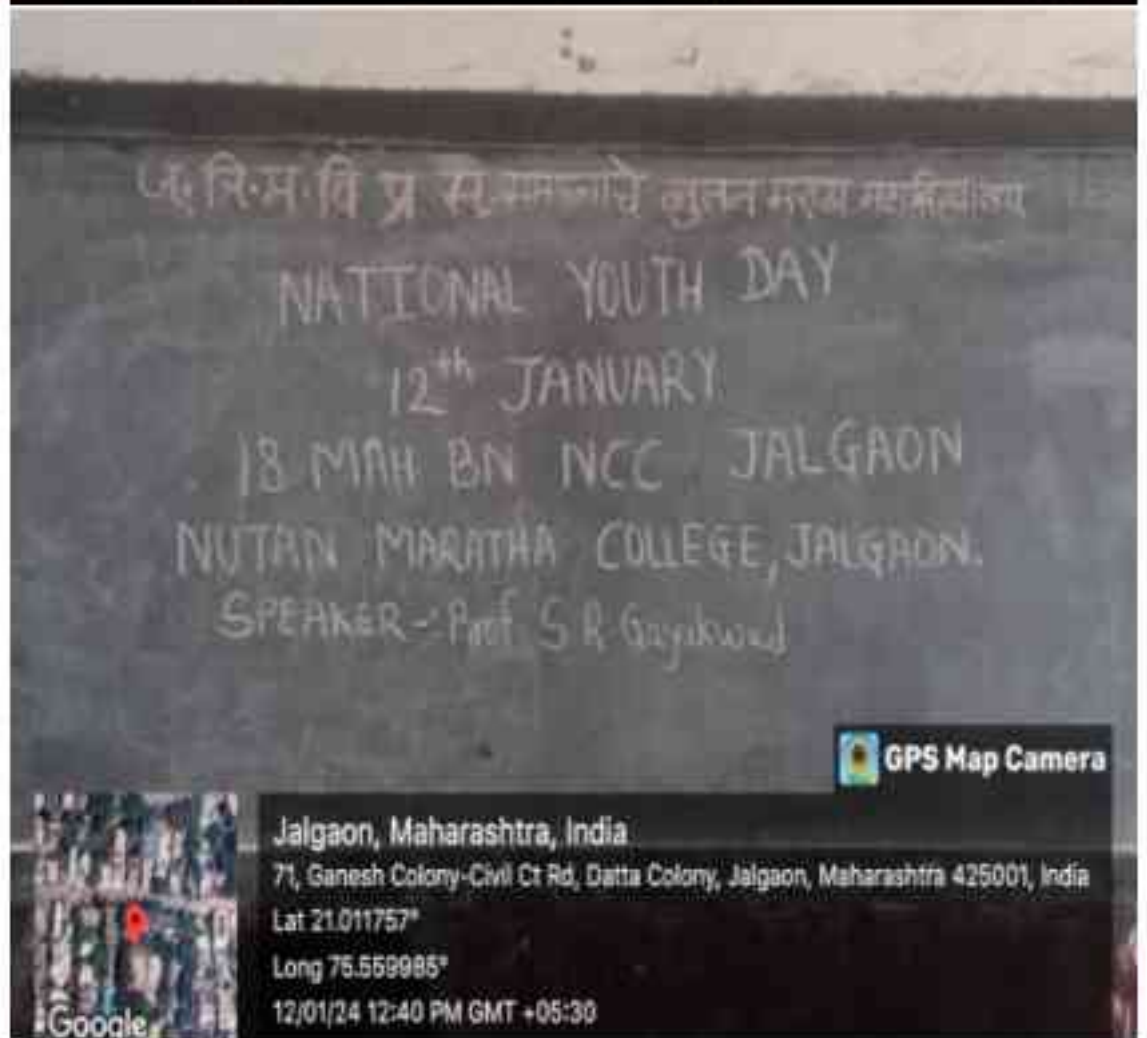 जि. म. वि प्र स. समाजाचे नुतन मराठा महाविद्यालय
NATIONAL YOUTH DAY
12th JANUARY
18 MAH BN NCC JALGAON
NUTAN MARATHA COLLEGE, JALGAON.
SPEAKER -: Prof. S R Gayakwad
GPS Map Camera
Jalgaon, Maharashtra, India
71, Ganesh Colony-Civil Ct Rd, Datta Colony, Jalgaon, Maharashtra 425001, India
Lat 21.011757°
Long 75.559985°
12/01/24 12:40 PM GMT +05:30
Google